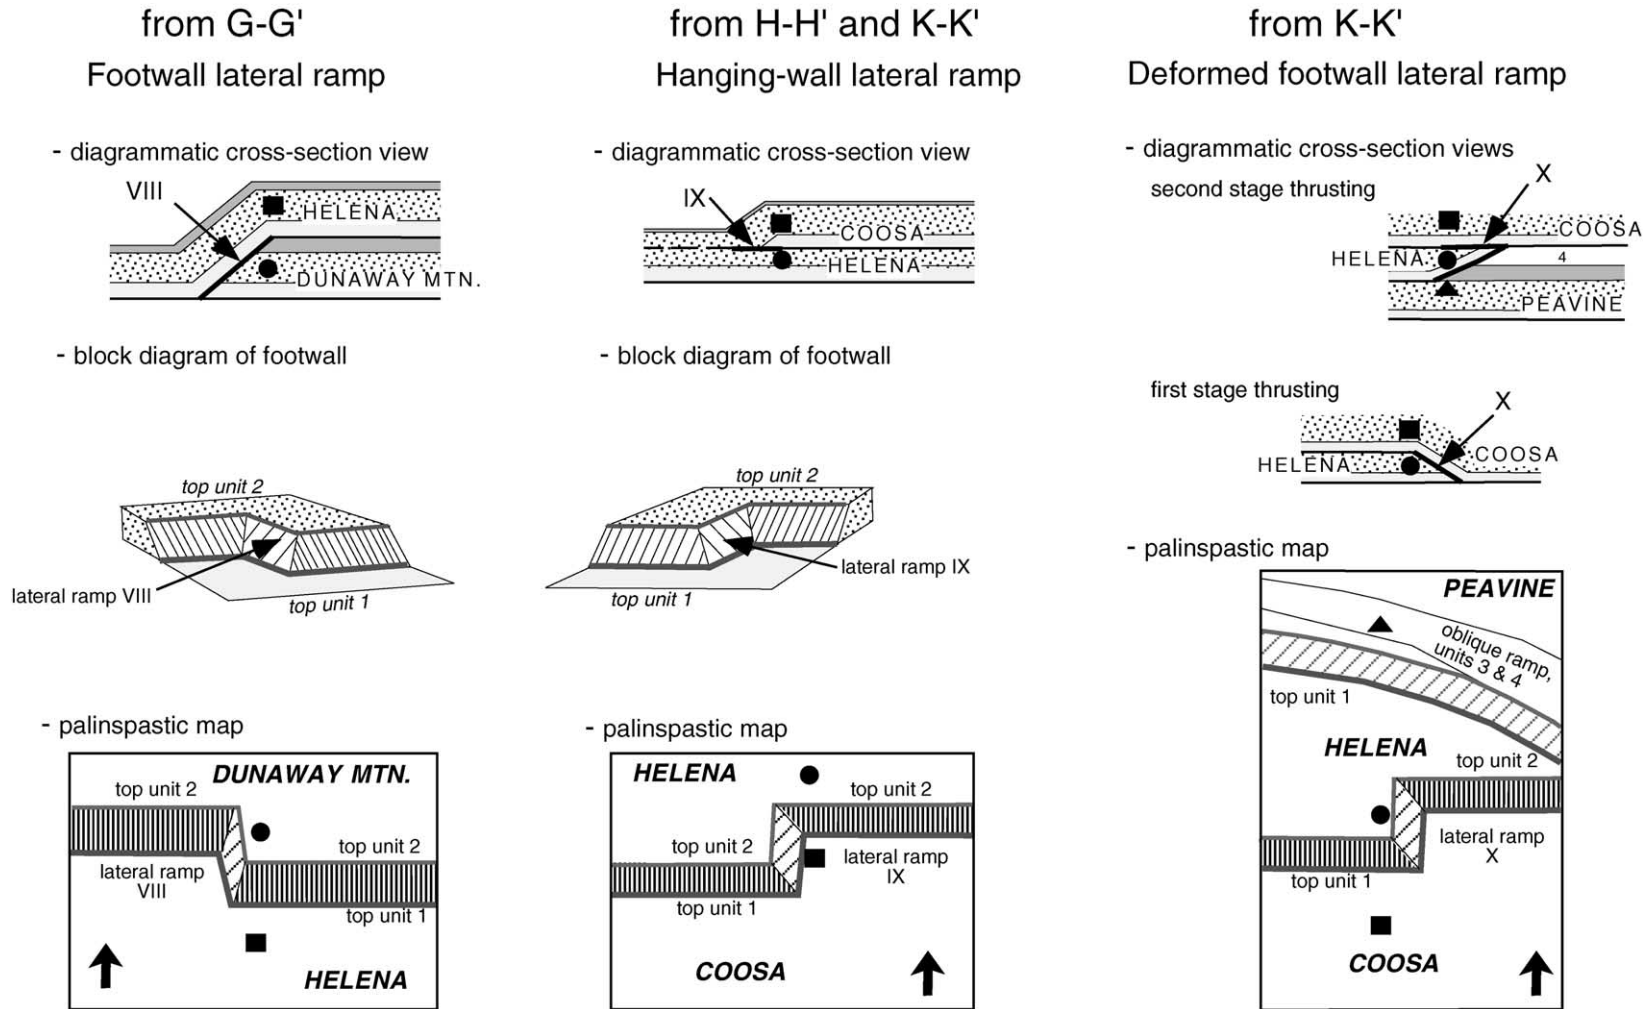 from G-G'
Footwall lateral ramp
- diagrammatic cross-section view
VIII
HELENA
DUNAWAY MTN.
- block diagram of footwall
top unit 2
lateral ramp VIII
top unit 1
- palinspastic map
DUNAWAY MTN.
top unit 2
top unit 2
lateral ramp
VIII
top unit 1
HELENA
from H-H' and K-K'
Hanging-wall lateral ramp
- diagrammatic cross-section view
IX
COOSA
HELENA
- block diagram of footwall
top unit 2
lateral ramp IX
top unit 1
- palinspastic map
HELENA
top unit 2
top unit 2
lateral ramp
IX
top unit 1
COOSA
from K-K'
Deformed footwall lateral ramp
- diagrammatic cross-section views
second stage thrusting
X
COOSA
HELENA
4
PEAVINE
first stage thrusting
X
HELENA
COOSA
- palinspastic map
PEAVINE
oblique ramp,
units 3 & 4
top unit 1
HELENA
top unit 2
lateral ramp
X
top unit 1
COOSA